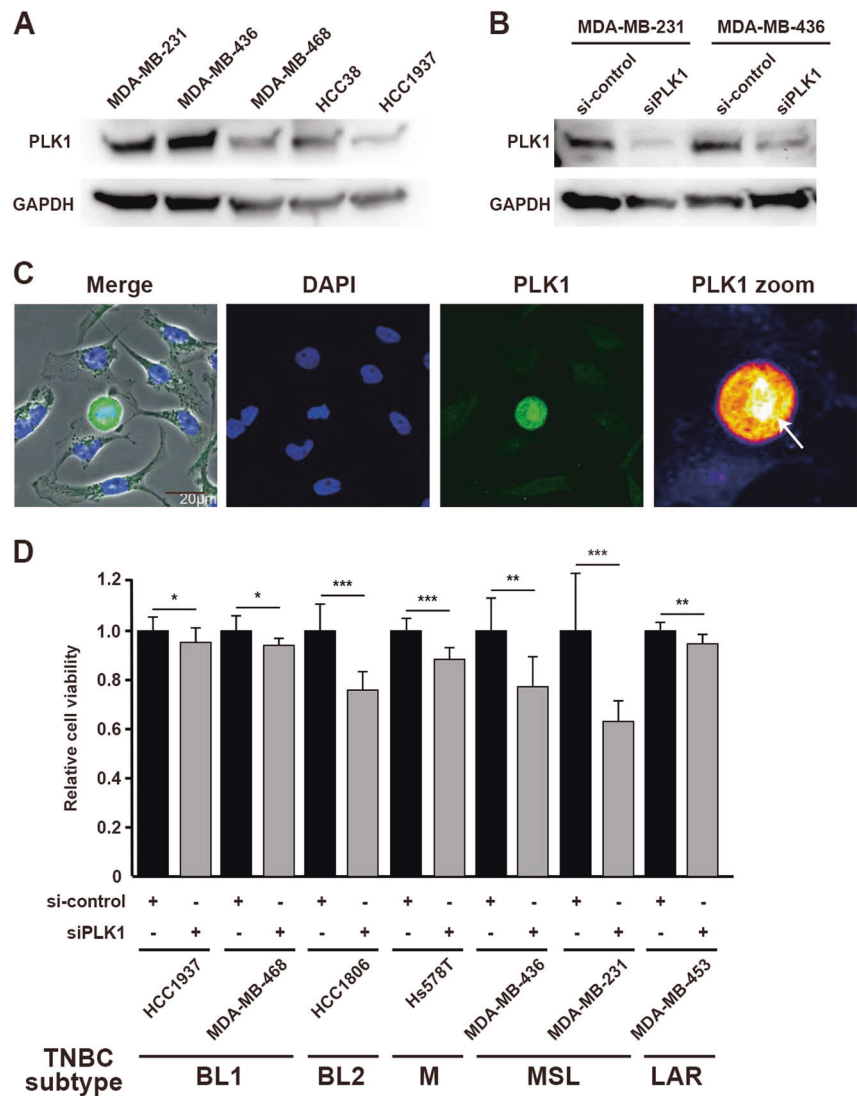 A
MDA-MB-231 MDA-MB-436 MDA-MB-468 HCC38 HCC1937
PLK1
GAPDH
B
MDA-MB-231 MDA-MB-436
si-control siPLK1 si-control siPLK1
PLK1
GAPDH
C
Merge DAPI PLK1 PLK1 zoom
20µm
D
Relative cell viability
1.2
1.0
0.8
0.6
0.4
0.2
0
* * *** *** ** *** **
si-control + - + - + - + - + - + - + -
siPLK1 - + - + - + - + - + - + - +
HCC1937 MDA-MB-468 HCC1806 Hs578T MDA-MB-436 MDA-MB-231 MDA-MB-453
TNBC
subtype BL1 BL2 M MSL LAR